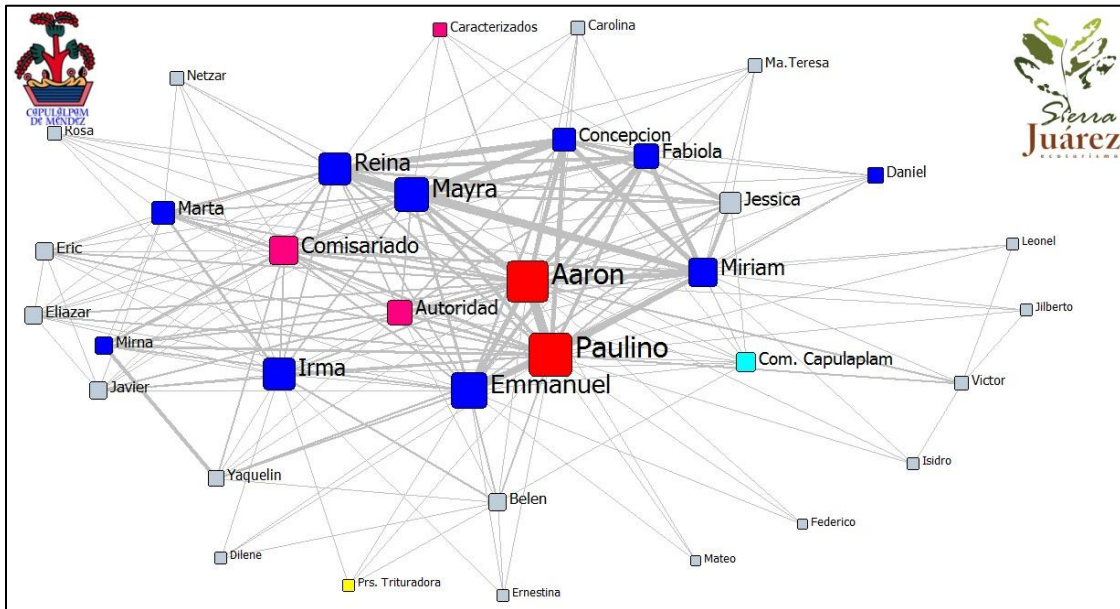 Caracterizados
Carolina
Ma.Teresa
Netzar
CAPULÁLPAM
DE MÉNDEZ
Rosa
Concepcion
Fabiola
Sierra
Juárez
ecoturismo
Reina
Daniel
Mayra
Jessica
Marta
Comisariado
Eric
Leonel
Aaron
Miriam
Autoridad
Eliazar
Jilberto
Mirna
Paulino
Com. Capulaplam
Irma
Emmanuel
Javier
Victor
Yaquelin
Isidro
Belen
Federico
Dilene
Mateo
Prs. Trituradora
Ernestina